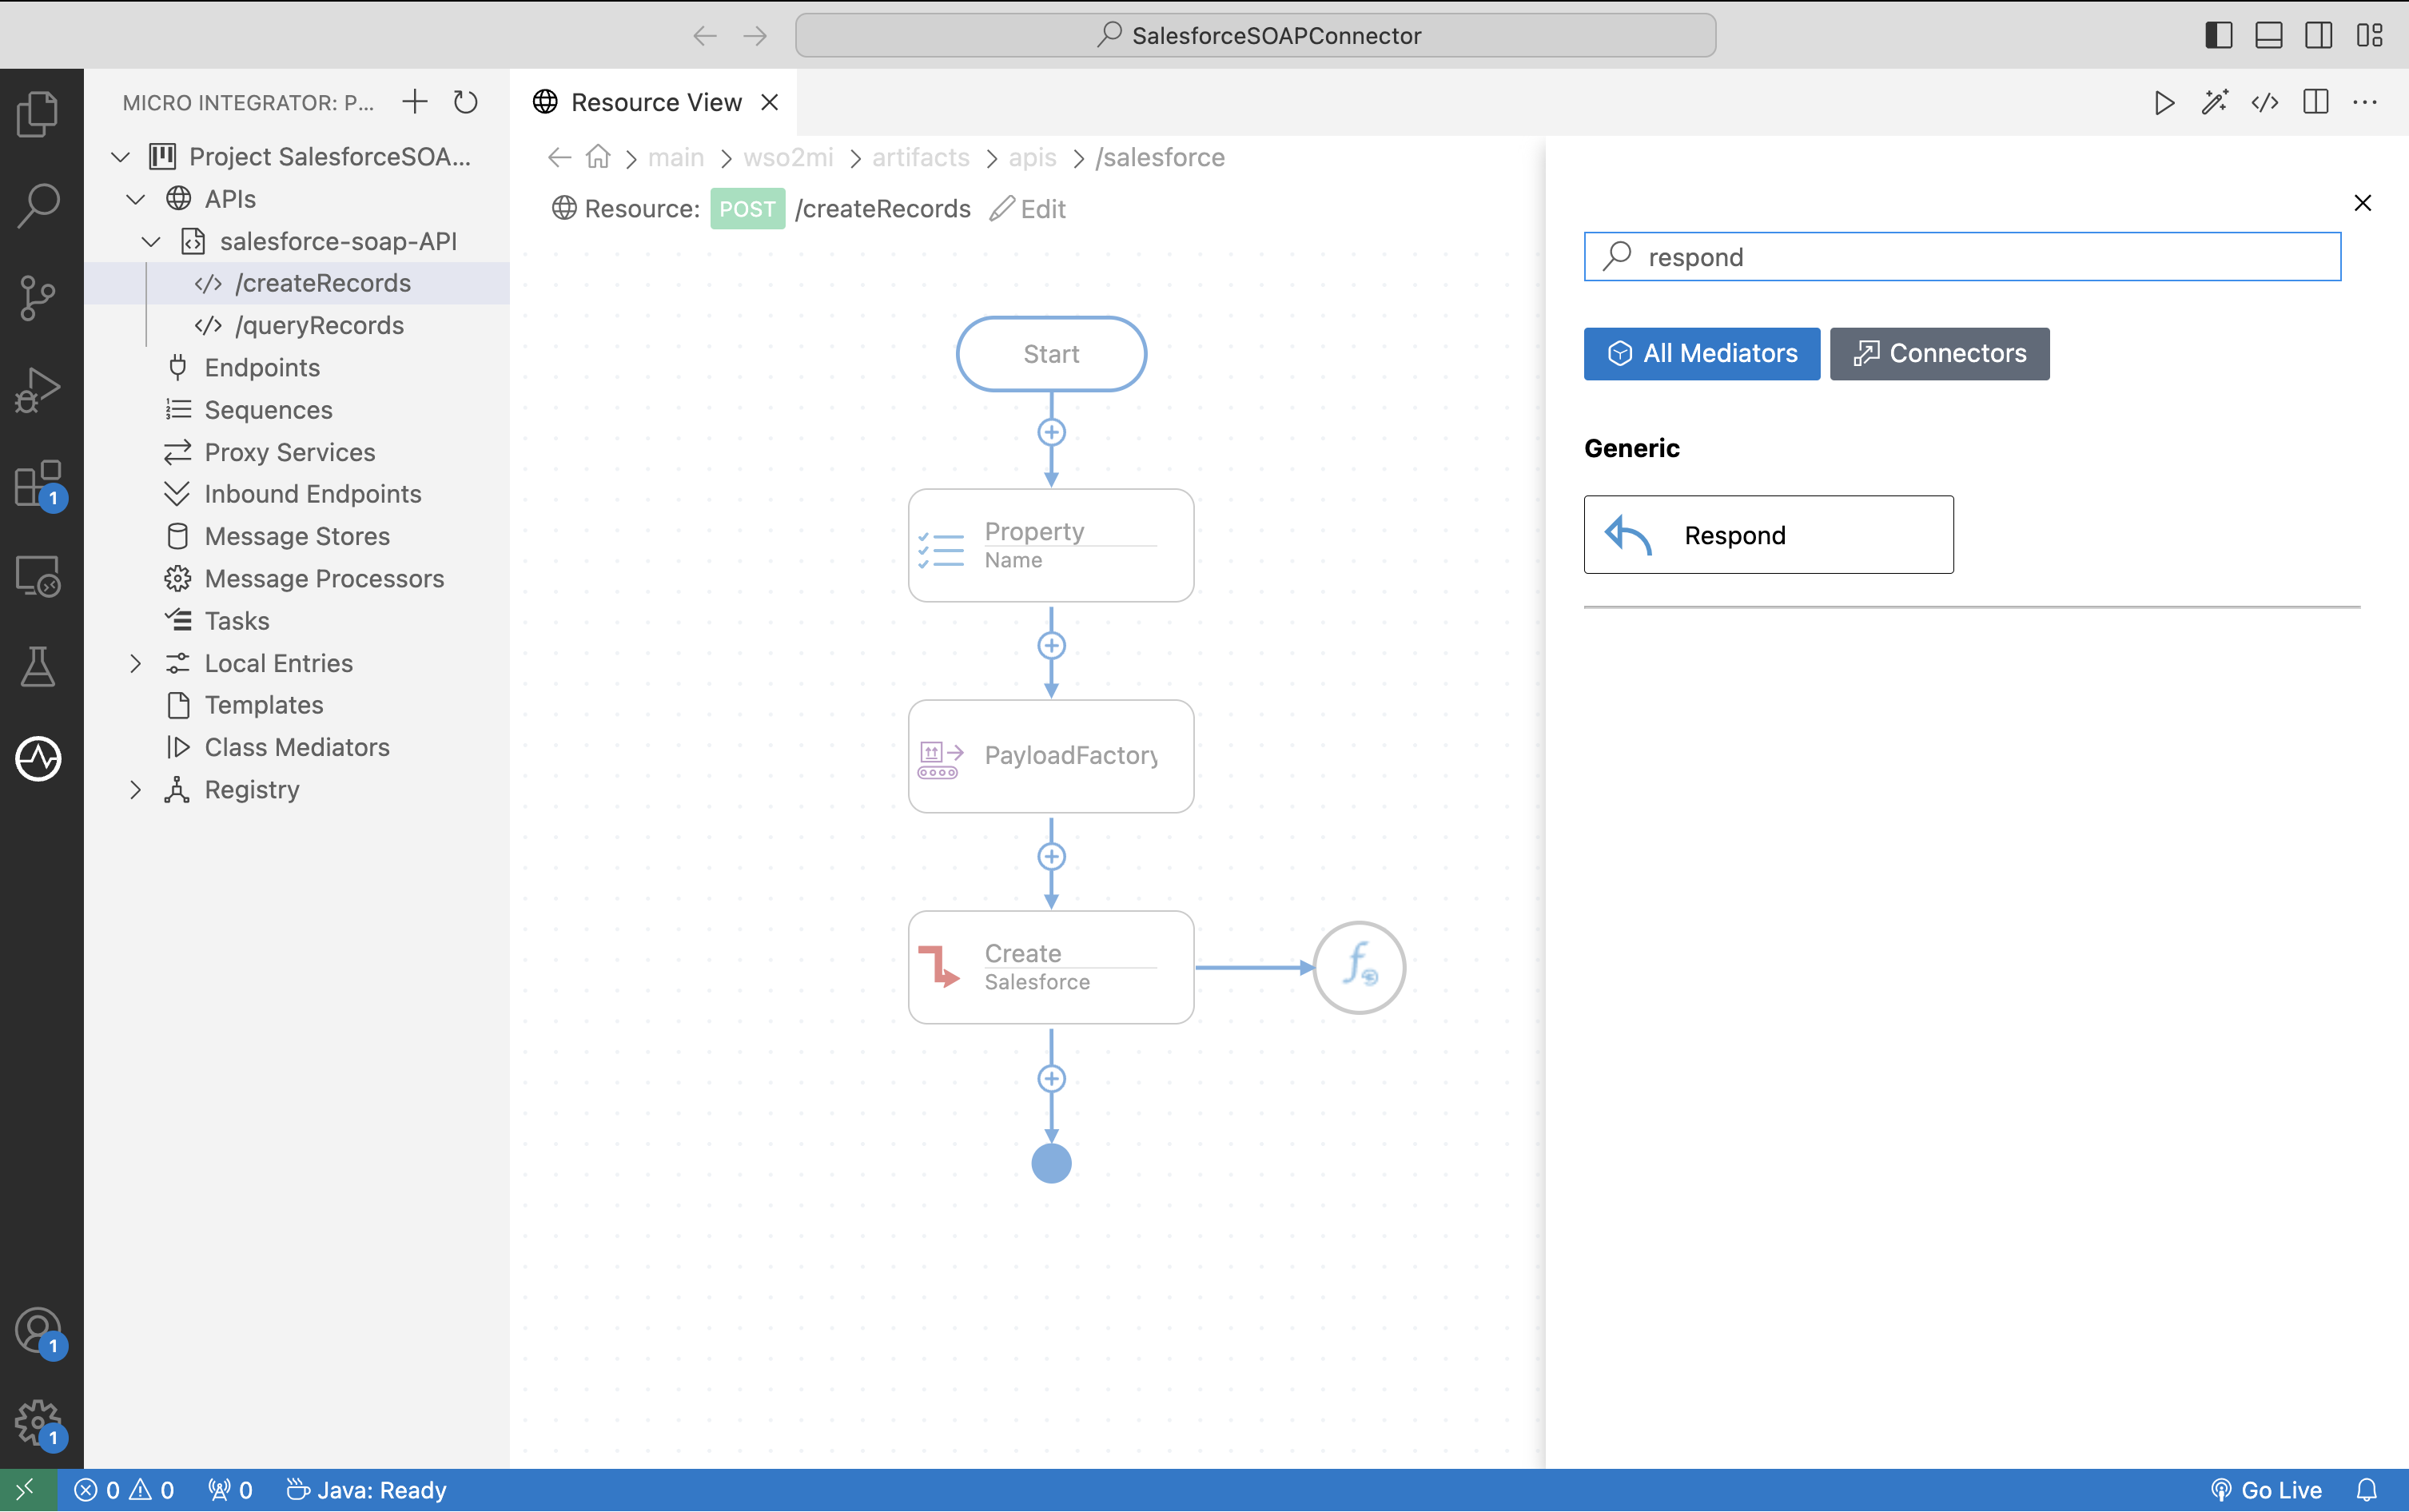 SalesforceSOAPConnector
MICRO INTEGRATOR: P...
Project SalesforceSOA...
APIs
salesforce-soap-API
/createRecords
/queryRecords
Endpoints
Sequences
Proxy Services
Inbound Endpoints
Message Stores
Message Processors
Tasks
Local Entries
Templates
Class Mediators
Registry
1
1
1
Resource View
main > wso2mi > artifacts > apis > /salesforce
Resource: POST /createRecords Edit
Start
Property
Name
PayloadFactory
Create
Salesforce
respond
All Mediators
Connectors
Generic
Respond
0 0 0 Java: Ready
Go Live